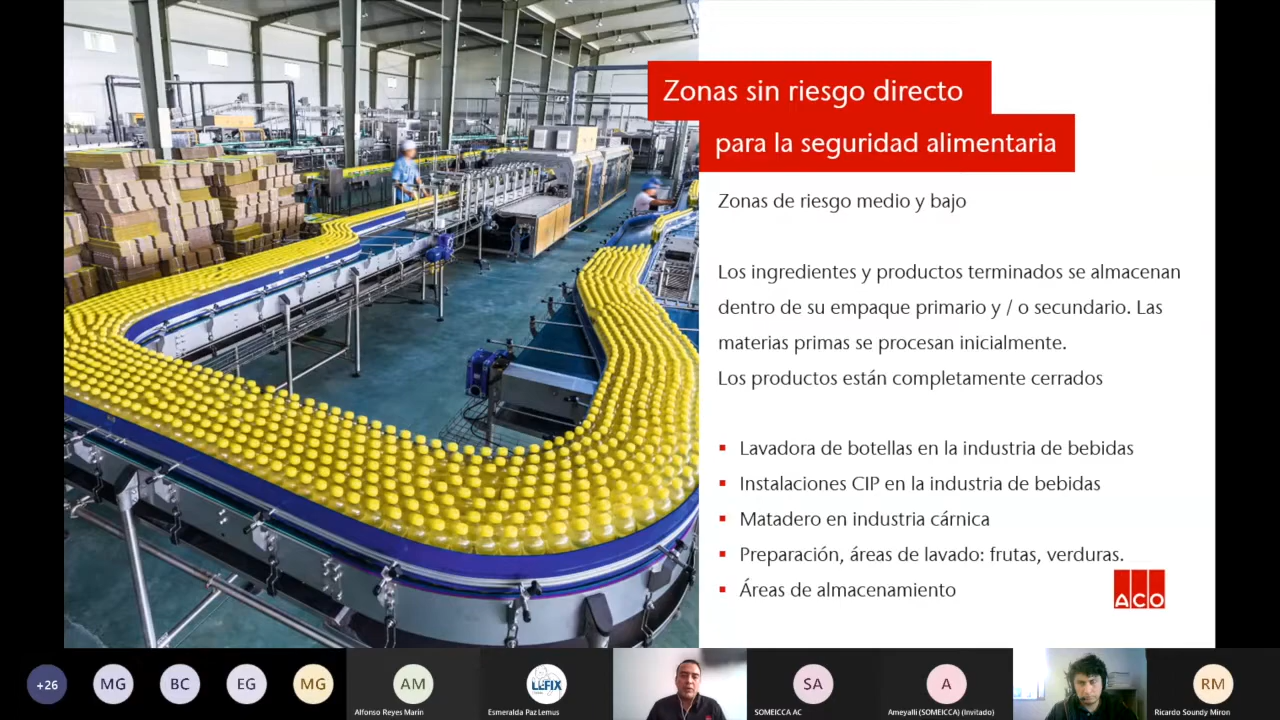 Zonas sin riesgo directo
para la seguridad alimentaria
Zonas de riesgo medio y bajo
Los ingredientes y productos terminados se almacenan
dentro de su empaque primario y / o secundario. Las
materias primas se procesan inicialmente.
Los productos están completamente cerrados
Lavadora de botellas en la industria de bebidas
Instalaciones CIP en la industria de bebidas
Matadero en industria cárnica
Preparación, áreas de lavado: frutas, verduras.
Áreas de almacenamiento
ACO
+26
MG
BC
EG
MG
AM
LEFIX
SA
A
RM
Alfonso Reyes Marin
Esmeralda Paz Lemus
SOMEICCA AC
Ameyalli (SOMEICCA) (Invitado)
Ricardo Soundy Miron